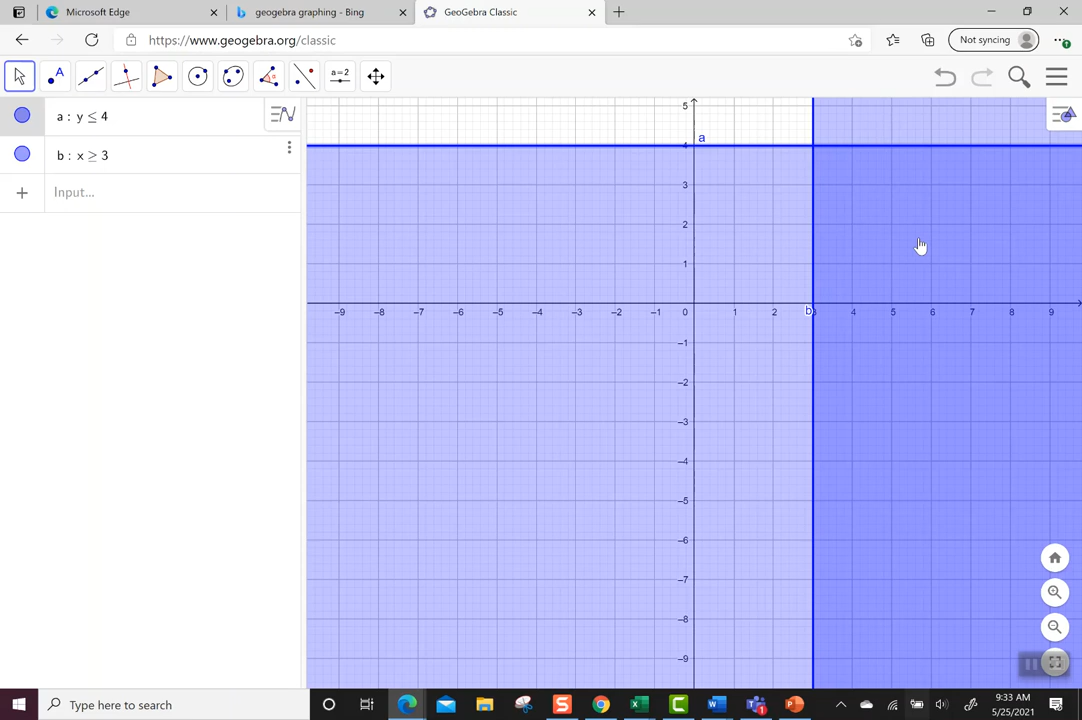 Microsoft Edge
geogebra graphing - Bing
GeoGebra Classic
https://www.geogebra.org/classic
Not syncing
A
α
a=2
a : y ≤ 4
b : x ≥ 3
Input...
a
b
5
4
3
2
1
0
–1
–2
–3
–4
–5
–6
–7
–8
–9
–9 –8 –7 –6 –5 –4 –3 –2 –1 0 1 2 3 4 5 6 7 8 9
Type here to search
9:33 AM
5/25/2021